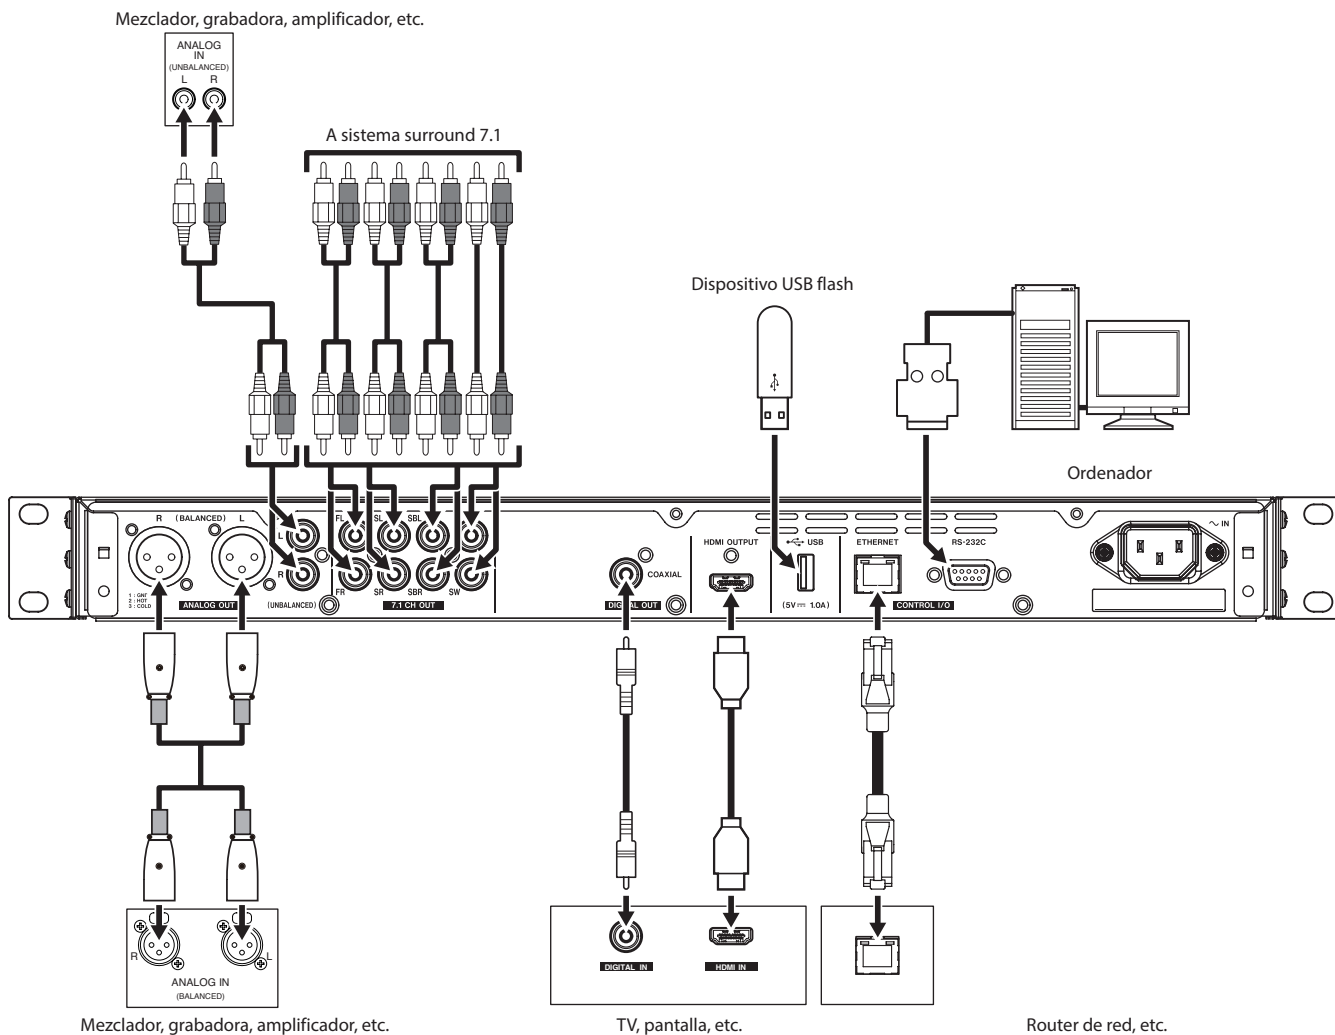 Mezclador, grabadora, amplificador, etc.
ANALOG
IN
(UNBALANCED)
L R
A sistema surround 7.1
Dispositivo USB flash
Ordenador
R (BALANCED) L
L
R
1 : GNT
2 : HOT
3 : COLD
ANALOG OUT
(UNBALANCED)
FL SL SBL
FR SR SBR SW
7.1 CH OUT
COAXIAL
DIGITAL OUT
HDMI OUTPUT
USB
(5V 1.0A)
ETHERNET
RS-232C
CONTROL I/O
~ IN
R L
ANALOG IN
(BALANCED)
DIGITAL IN
HDMI IN
Mezclador, grabadora, amplificador, etc.
TV, pantalla, etc.
Router de red, etc.